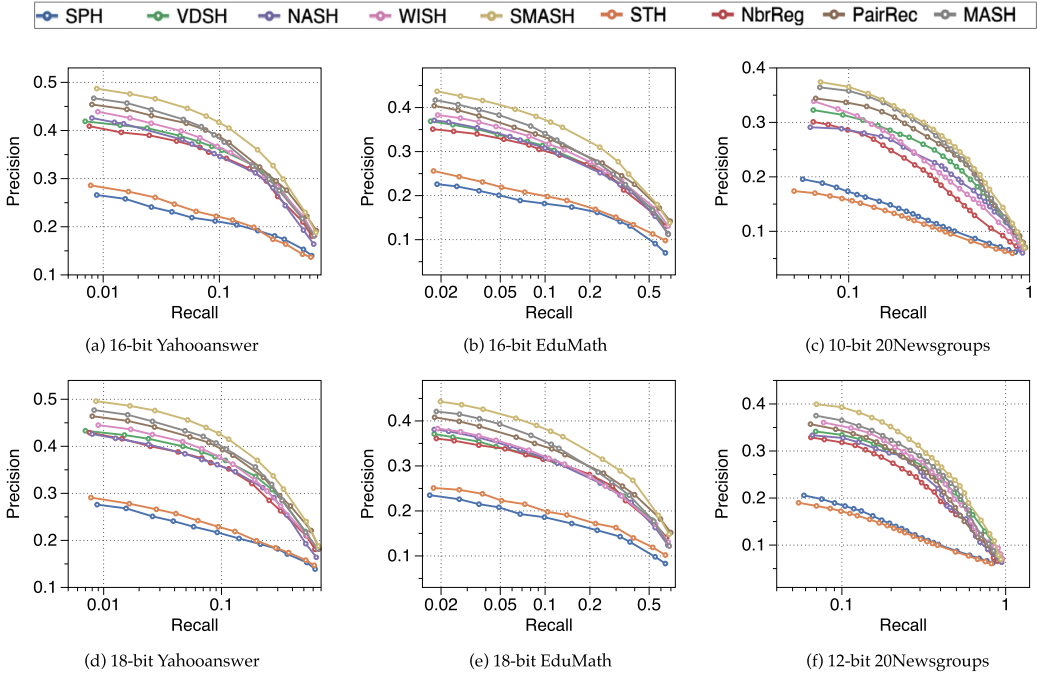 SPH VDSH NASH WISH SMASH STH NbrReg PairRec MASH
0.5
0.4
0.3
0.2
0.1
Precision
0.01 0.1
Recall
(a) 16-bit Yahooanswer
0.4
0.3
0.2
0.1
Precision
0.02 0.05 0.1 0.2 0.5
Recall
(b) 16-bit EduMath
0.4
0.3
0.2
0.1
Precision
0.1 1
Recall
(c) 10-bit 20Newsgroups
0.5
0.4
0.3
0.2
0.1
Precision
0.01 0.1
Recall
(d) 18-bit Yahooanswer
0.4
0.3
0.2
0.1
Precision
0.02 0.05 0.1 0.2 0.5
Recall
(e) 18-bit EduMath
0.4
0.3
0.2
0.1
Precision
0.1 1
Recall
(f) 12-bit 20Newsgroups